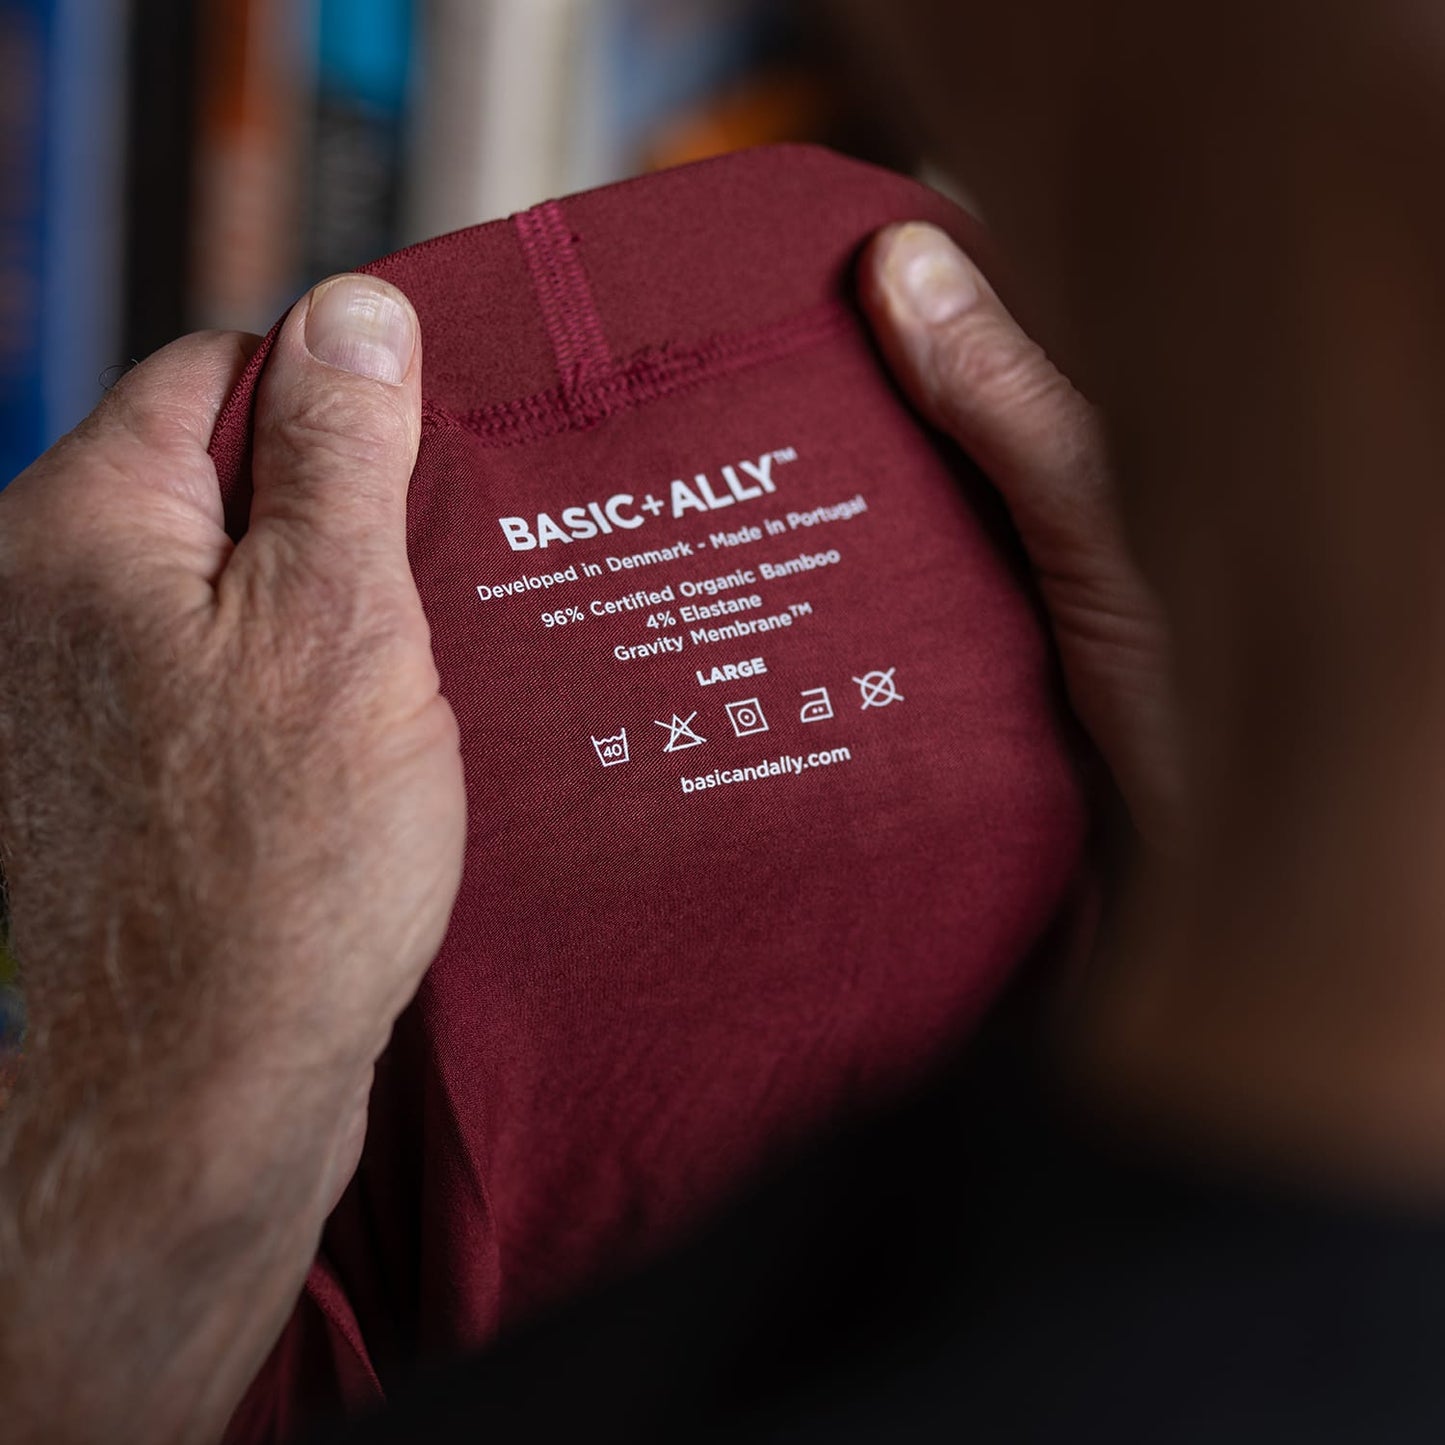 BASIC+ALLY™
Developed in Denmark - Made in Portugal
96% Certified Organic Bamboo
4% Elastane
Gravity Membrane™
LARGE
40
basicandally.com